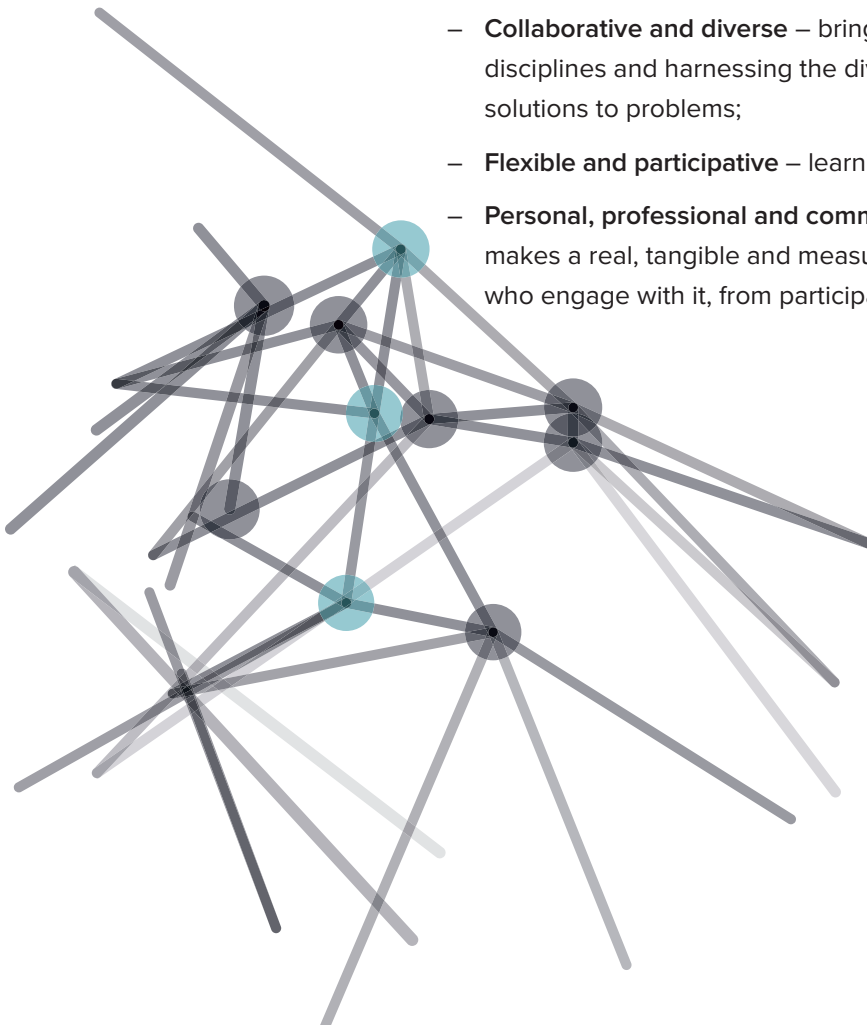 – Collaborative and diverse – bring
disciplines and harnessing the di
solutions to problems;
– Flexible and participative – learn
– Personal, professional and comm
makes a real, tangible and measu
who engage with it, from particip